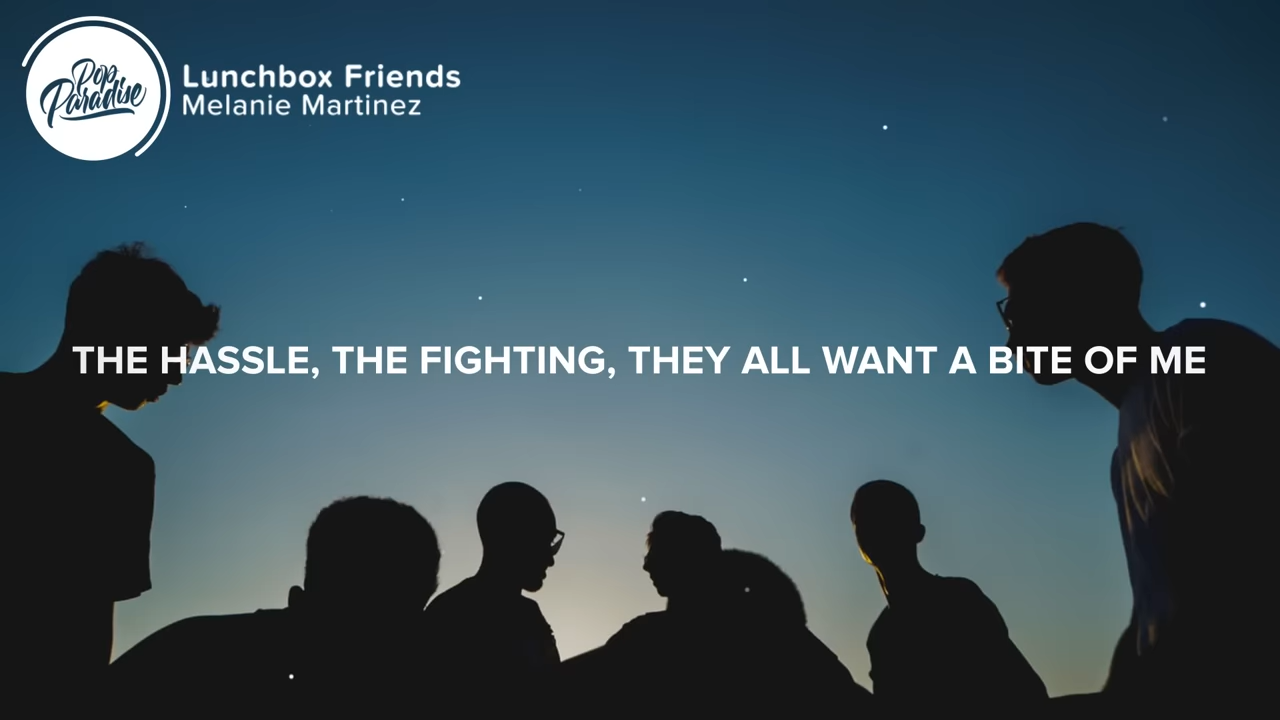 Pop
Paradise
Lunchbox Friends
Melanie Martinez
THE HASSLE, THE FIGHTING, THEY ALL WANT A BITE OF ME